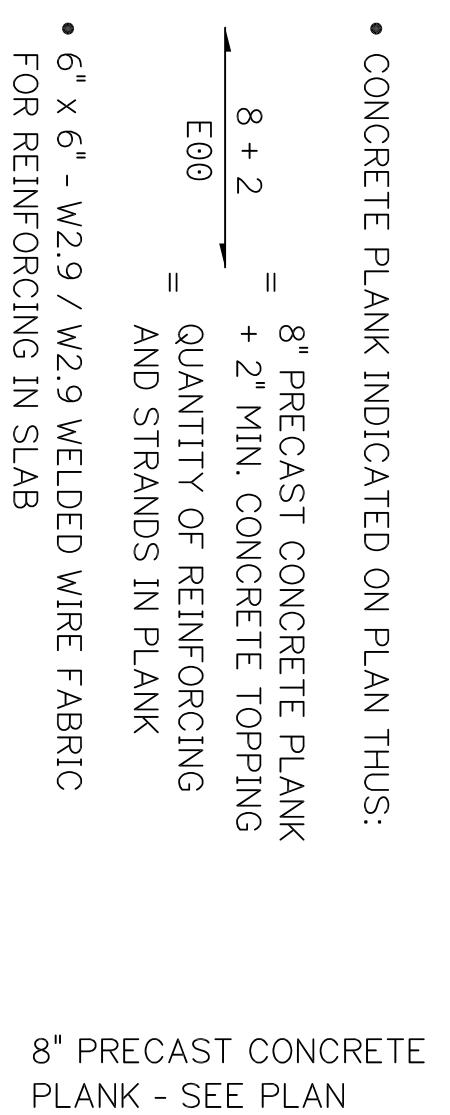 • CONCRETE PLANK INDICATED ON PLAN THUS:
8 + 2 = 8" PRECAST CONCRETE PLANK
+ 2" MIN. CONCRETE TOPPING
E00 = QUANTITY OF REINFORCING
AND STRANDS IN PLANK
• 6" x 6" - W2.9 / W2.9 WELDED WIRE FABRIC
FOR REINFORCING IN SLAB
8" PRECAST CONCRETE
PLANK - SEE PLAN